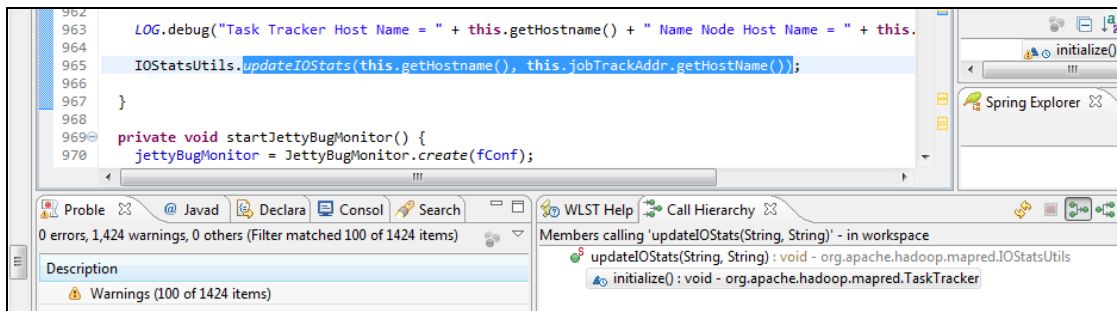 962
963 LOG.debug("Task Tracker Host Name = " + this.getHostname() + " Name Node Host Name = " + this.
964
965 IOStatsUtils.updateIOStats(this.getHostname(), this.jobTrackAddr.getHostName());
966
967 }
968
969 private void startJettyBugMonitor() {
970 jettyBugMonitor = JettyBugMonitor.create(fConf);
initialize()
Spring Explorer
Proble @ Javad Declara Consol Search
0 errors, 1,424 warnings, 0 others (Filter matched 100 of 1424 items)
Description
Warnings (100 of 1424 items)
WLST Help Call Hierarchy
Members calling 'updateIOStats(String, String)' - in workspace
updateIOStats(String, String) : void - org.apache.hadoop.mapred.IOStatsUtils
initialize() : void - org.apache.hadoop.mapred.TaskTracker